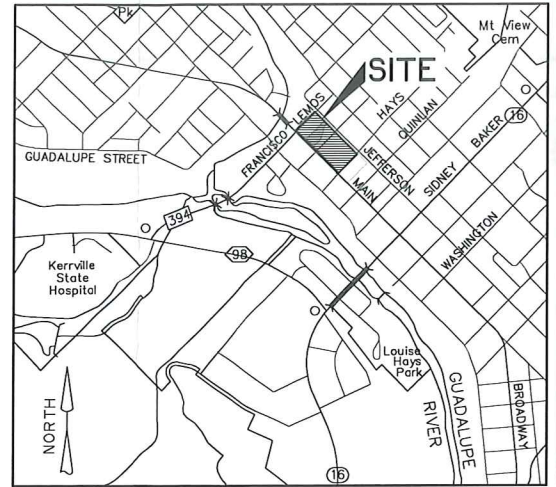 Pk
Mt View
Cem
SITE
FRANCISCO LEMOS
HAYS
QUINLAN
16
GUADALUPE STREET
JEFFERSON
MAIN
SIDNEY BAKER
WASHINGTON
394
98
Kerrville
State
Hospital
Louise
Hays
Park
NORTH
GUADALUPE
RIVER
BROADWAY
16